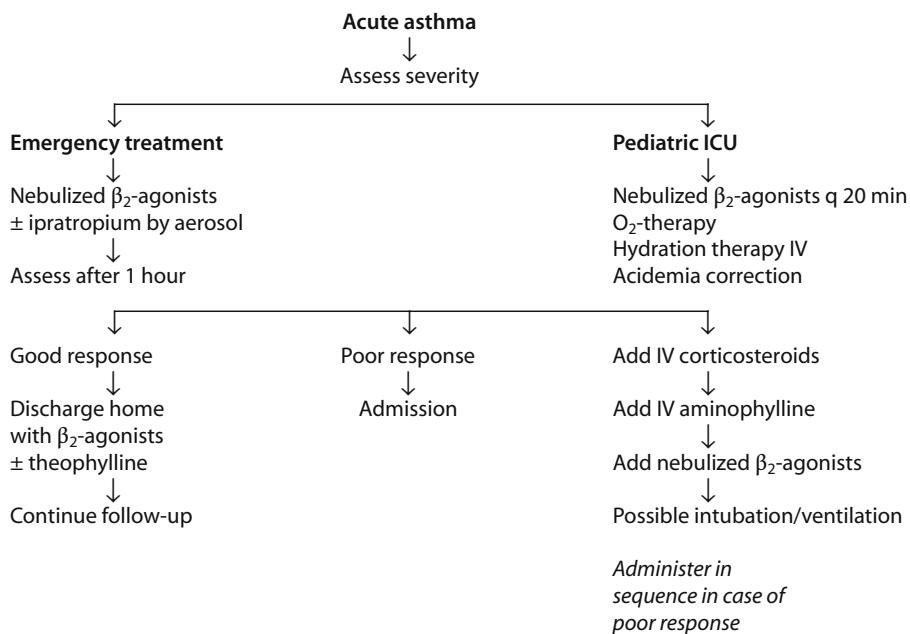 Acute asthma
Assess severity
Emergency treatment
Nebulized β₂-agonists
± ipratropium by aerosol
Assess after 1 hour
Pediatric ICU
Nebulized β₂-agonists q 20 min
O₂-therapy
Hydration therapy IV
Acidemia correction
Good response
Discharge home
with β₂-agonists
± theophylline
Continue follow-up
Poor response
Admission
Add IV corticosteroids
Add IV aminophylline
Add nebulized β₂-agonists
Possible intubation/ventilation
Administer in
sequence in case of
poor response